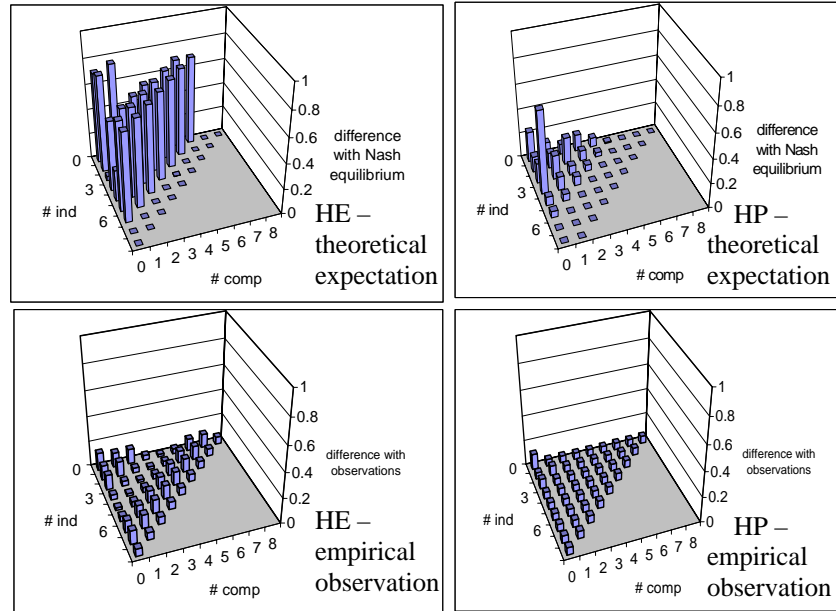 1
0.8
0.6
0.4
0.2
0
difference
with Nash
equilibrium
0
3
6
# ind
0 1 2 3 4 5 6 7 8
# comp
HE –
theoretical
expectation
1
0.8
0.6
0.4
0.2
0
difference
with Nash
equilibrium
0
3
6
# ind
0 1 2 3 4 5 6 7 8
# comp
HP –
theoretical
expectation
1
0.8
0.6
0.4
0.2
0
difference with
observations
0
3
6
# ind
0 1 2 3 4 5 6 7 8
# comp
HE –
empirical
observation
1
0.8
0.6
0.4
0.2
0
difference with
observations
0
3
6
# ind
0 1 2 3 4 5 6 7 8
# comp
HP –
empirical
observation